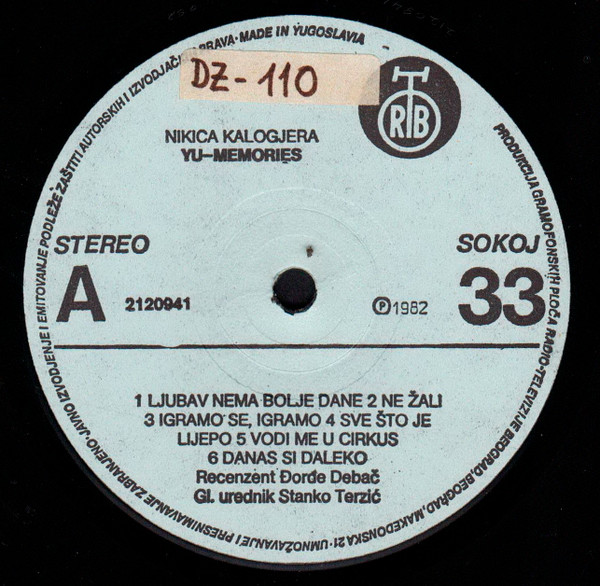 DZ-110
RTB
NIKICA KALOGJERA
YU-MEMORIES
STEREO
SOKOJ
A
2120941
℗1982
33
1 LJUBAV NEMA BOLJE DANE 2 NE ŽALI
3 IGRAMO SE, IGRAMO 4 SVE ŠTO JE
LIJEPO 5 VODI ME U CIRKUS
6 DANAS SI DALEKO
Recenzent Đorđe Debač
Gl. urednik Stanko Terzić
PRODUKCIJA GRAMOFONSKIH PLOČA RADIO-TELEVIZIJE BEOGRAD, BEOGRAD, MAKEDONSKA 21 · UMNOŽAVANJE I PRESNIMAVANJE ZABRANJENO · JAVNO IZVODJENJE I EMITOVANJE PODLEŽE ZAŠTITI AUTORSKIH I IZVODJAČKIH PRAVA · MADE IN YUGOSLAVIA